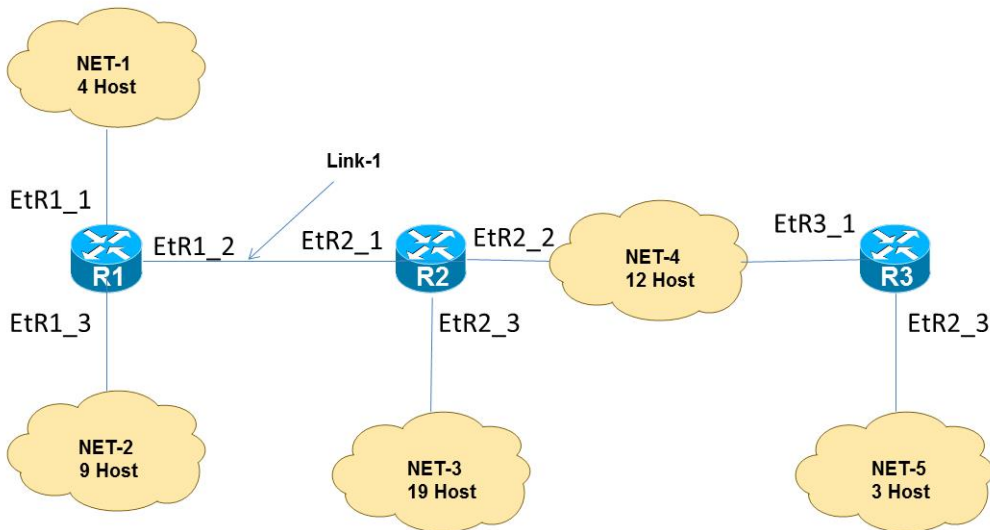 NET-1
4 Host
Link-1
EtR1_1
EtR1_2
EtR2_1
EtR2_2
EtR3_1
R1
R2
NET-4
12 Host
R3
EtR1_3
EtR2_3
EtR2_3
NET-2
9 Host
NET-3
19 Host
NET-5
3 Host